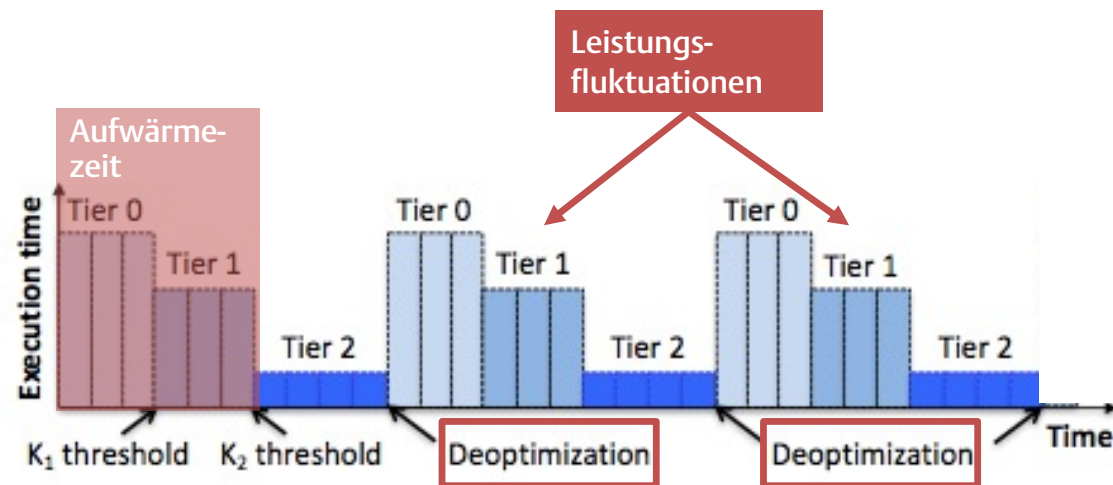 Leistungs-
fluktuationen
Aufwärme-
zeit
Execution time
Tier 0
Tier 1
Tier 2
Tier 0
Tier 1
Tier 2
Tier 0
Tier 1
Tier 2
K₁ threshold
K₂ threshold
Deoptimization
Deoptimization
Time